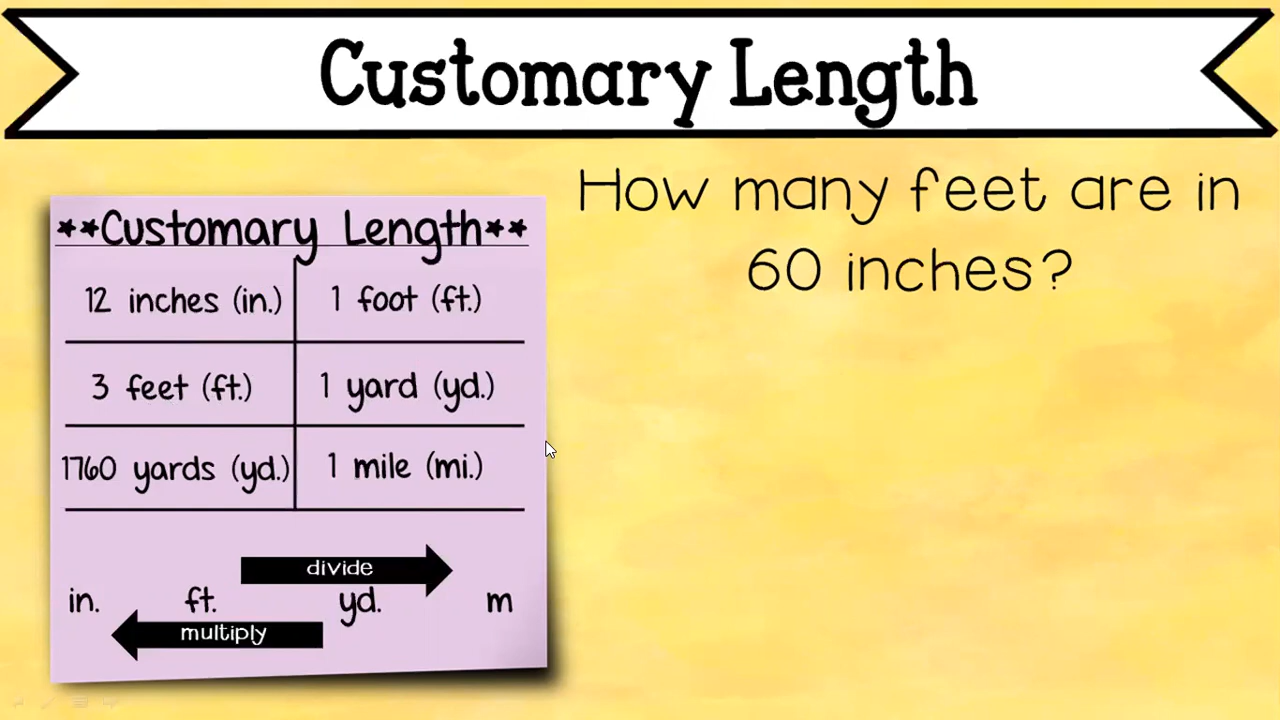 Customary Length
How many feet are in
60 inches?
**Customary Length**
12 inches (in.) 1 foot (ft.)
3 feet (ft.) 1 yard (yd.)
1760 yards (yd.) 1 mile (mi.)
divide
in. ft. yd. m
multiply